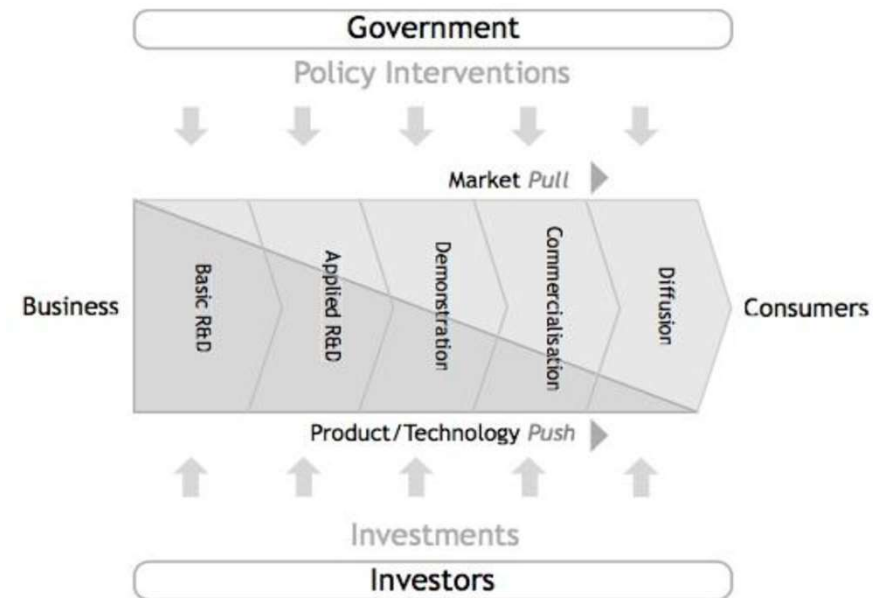 Government
Policy Interventions
Market Pull
Business
Basic R&D
Applied R&D
Demonstration
Commercialisation
Diffusion
Consumers
Product/Technology Push
Investments
Investors